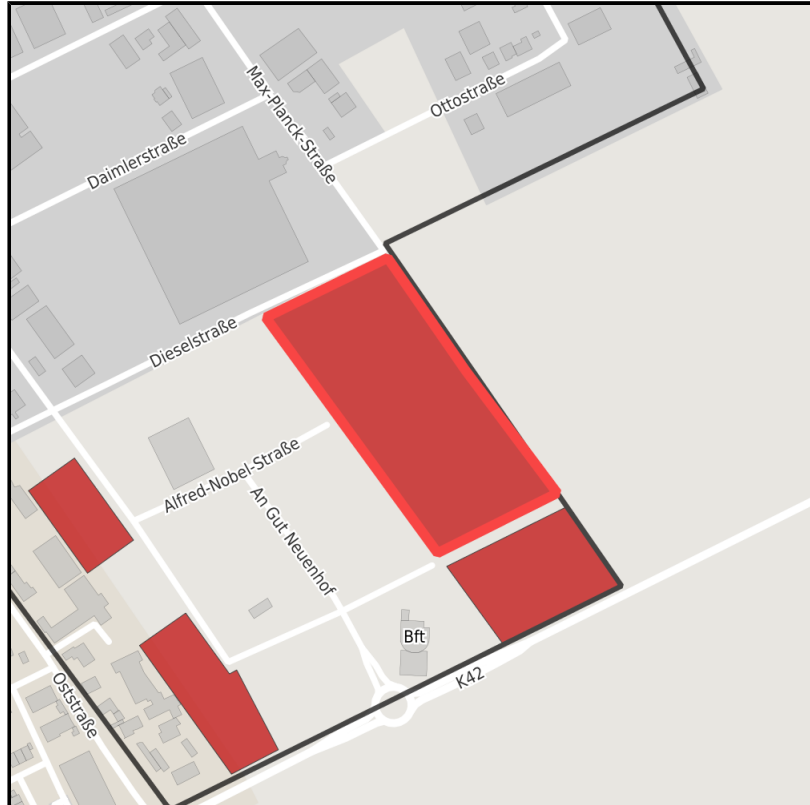 Max-Planck-Straße
Ottostraße
Daimlerstraße
Dieselstraße
Alfred-Nobel-Straße
An Gut Neuenhof
Bft
K42
Oststraße